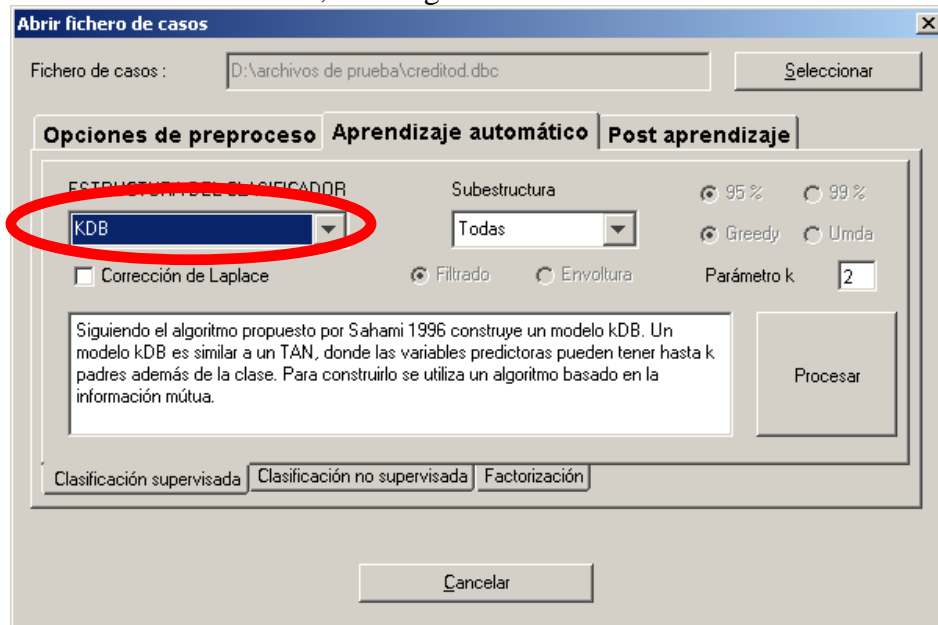 Abrir fichero de casos
Fichero de casos : D:\archivos de prueba\creditod.dbc Seleccionar
Opciones de preproceso Aprendizaje automático Post aprendizaje
ESTRUCTURA DEL CLASIFICADOR Subestructura 95 % 99 %
KDB Todas Greedy Umda
Corrección de Laplace Filtrado Envoltura Parámetro k 2
Siguiendo el algoritmo propuesto por Sahami 1996 construye un modelo kDB. Un
modelo kDB es similar a un TAN, donde las variables predictoras pueden tener hasta k
padres además de la clase. Para construirlo se utiliza un algoritmo basado en la
información mútua.
Procesar
Clasificación supervisada Clasificación no supervisada Factorización
Cancelar